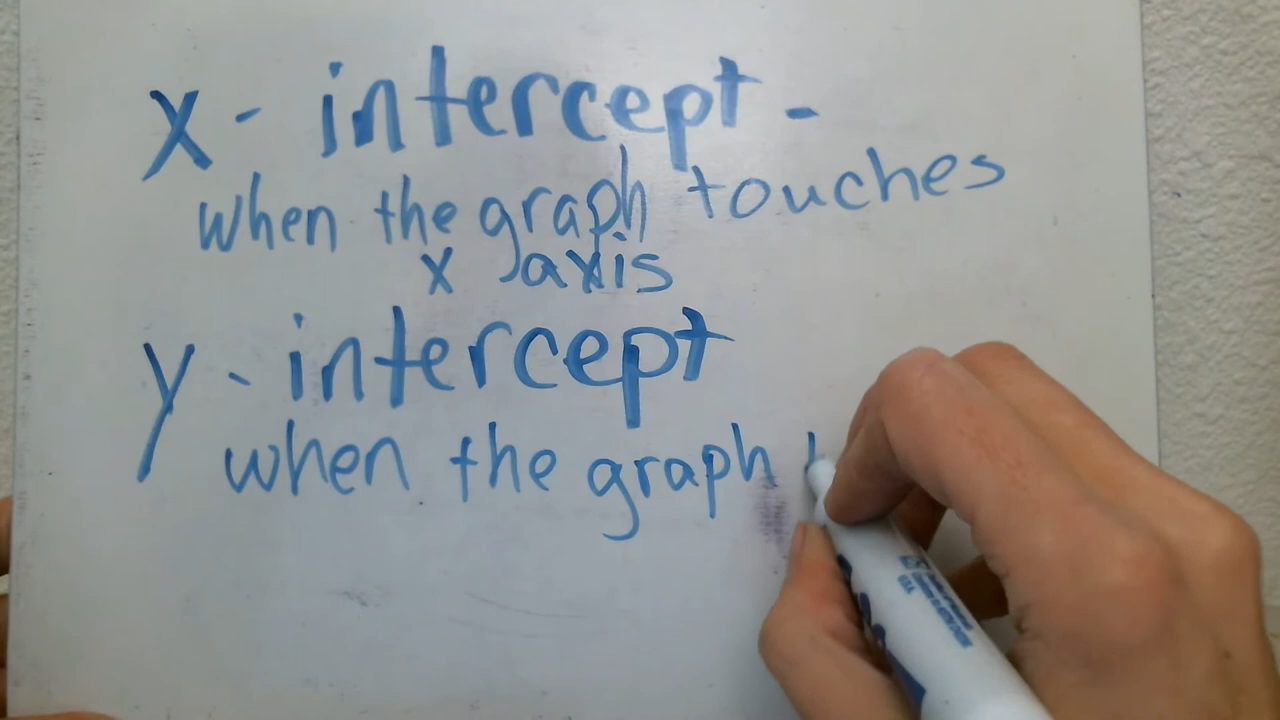 x - intercept -
when the graph touches
x axis
y - intercept
when the graph